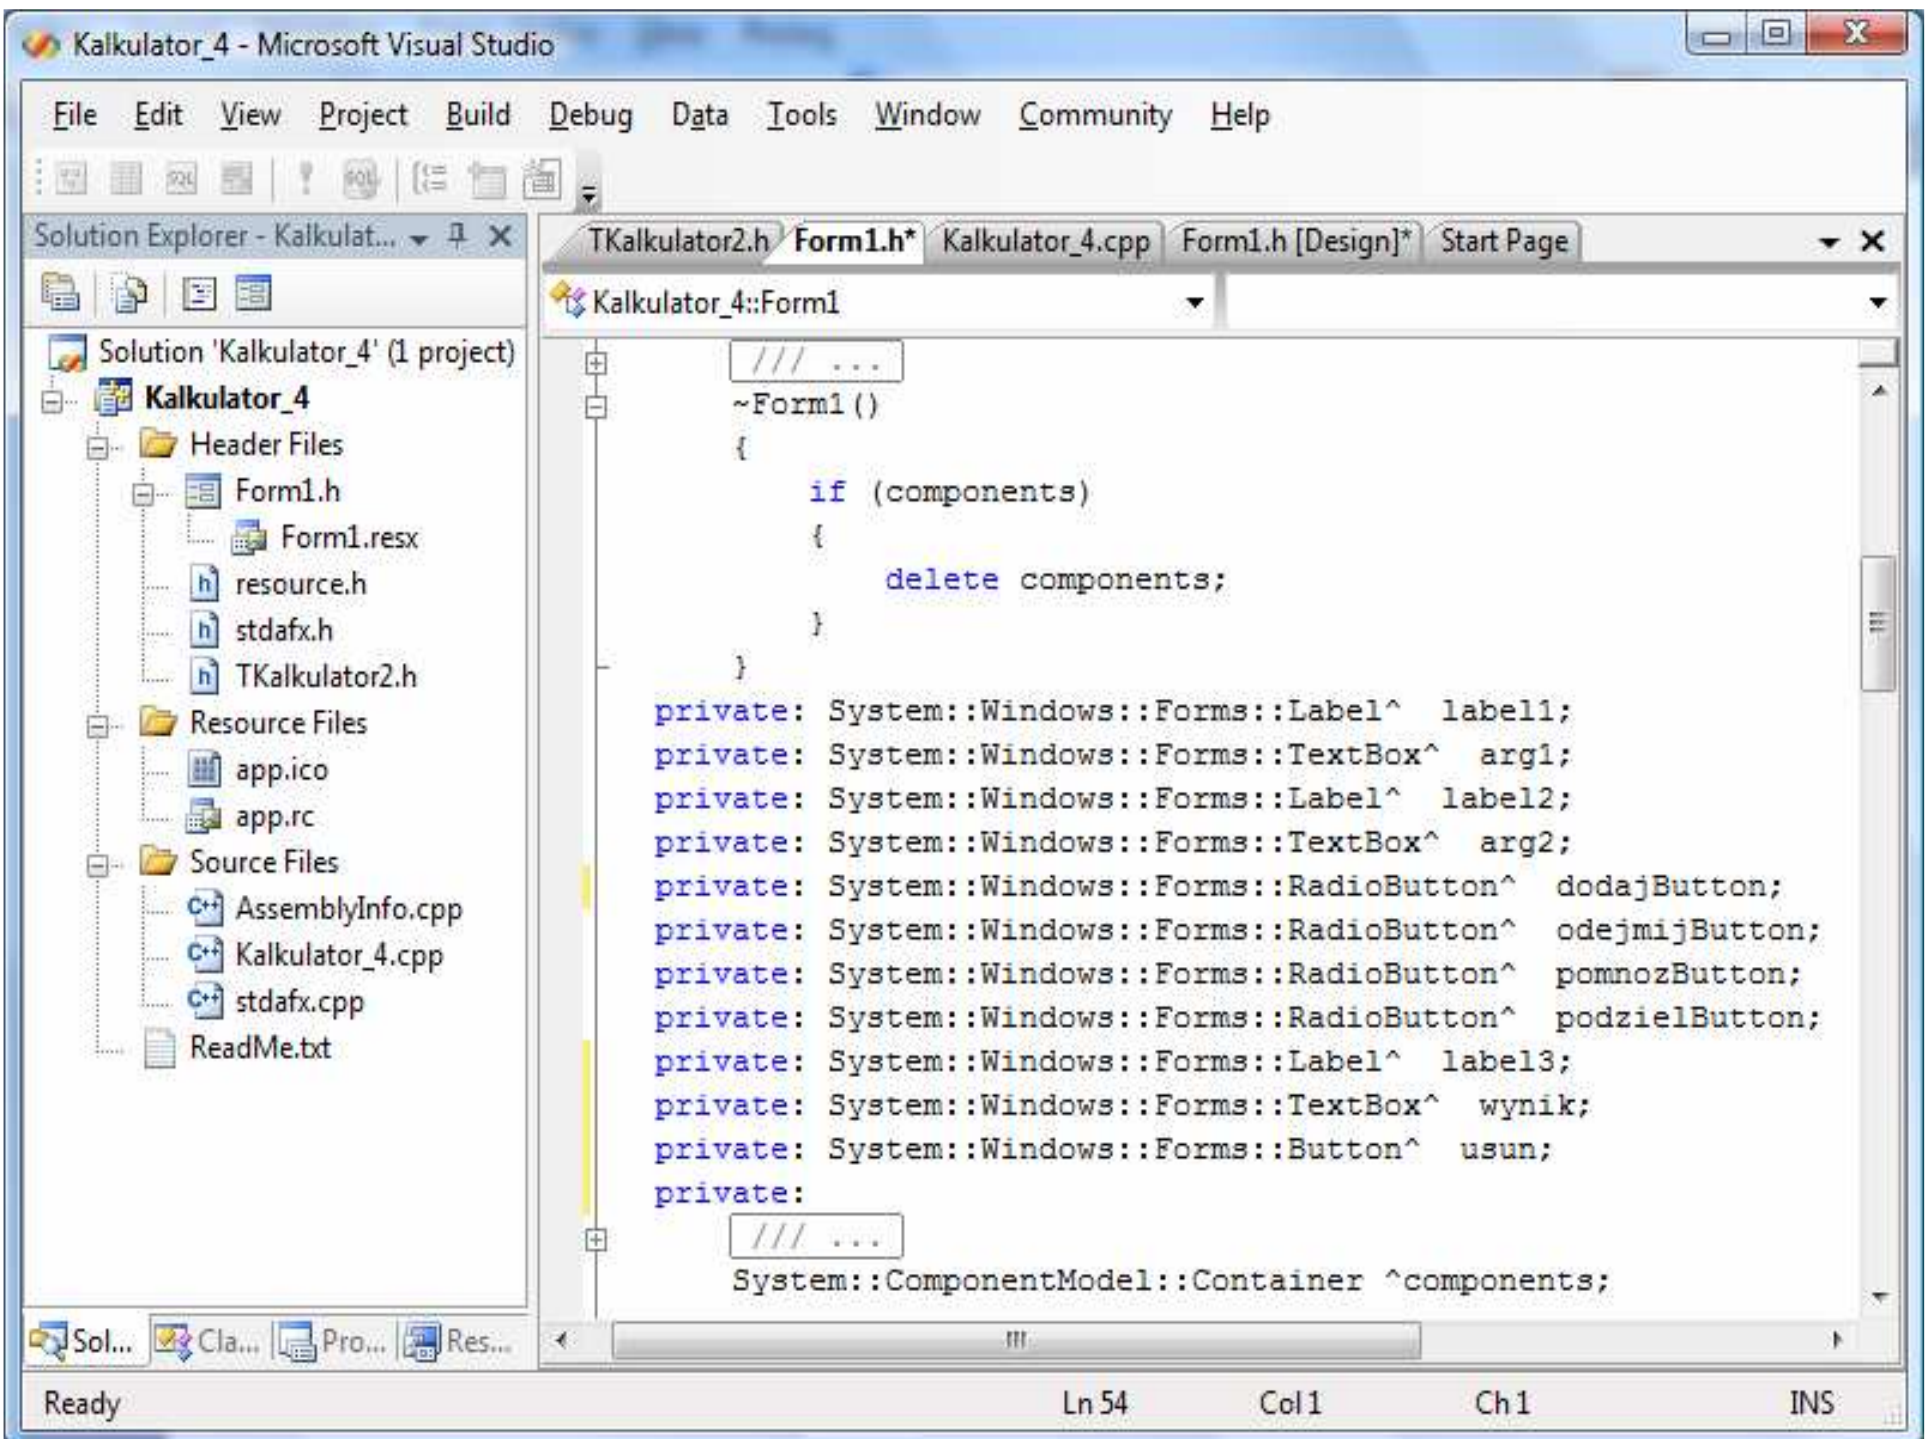 Kalkulator_4 - Microsoft Visual Studio
File Edit View Project Build Debug Data Tools Window Community Help
Solution Explorer - Kalkulat...
TKalkulator2.h Form1.h* Kalkulator_4.cpp Form1.h [Design]* Start Page
Kalkulator_4::Form1
Solution 'Kalkulator_4' (1 project)
Kalkulator_4
Header Files
Form1.h
Form1.resx
resource.h
stdafx.h
TKalkulator2.h
Resource Files
app.ico
app.rc
Source Files
AssemblyInfo.cpp
Kalkulator_4.cpp
stdafx.cpp
ReadMe.txt
/// ...
~Form1()
{
if (components)
{
delete components;
}
}
private: System::Windows::Forms::Label^ label1;
private: System::Windows::Forms::TextBox^ arg1;
private: System::Windows::Forms::Label^ label2;
private: System::Windows::Forms::TextBox^ arg2;
private: System::Windows::Forms::RadioButton^ dodajButton;
private: System::Windows::Forms::RadioButton^ odejmijButton;
private: System::Windows::Forms::RadioButton^ pomnozButton;
private: System::Windows::Forms::RadioButton^ podzielButton;
private: System::Windows::Forms::Label^ label3;
private: System::Windows::Forms::TextBox^ wynik;
private: System::Windows::Forms::Button^ usun;
private:
/// ...
System::ComponentModel::Container ^components;
Sol... Cla... Pro... Res...
Ready Ln 54 Col 1 Ch 1 INS